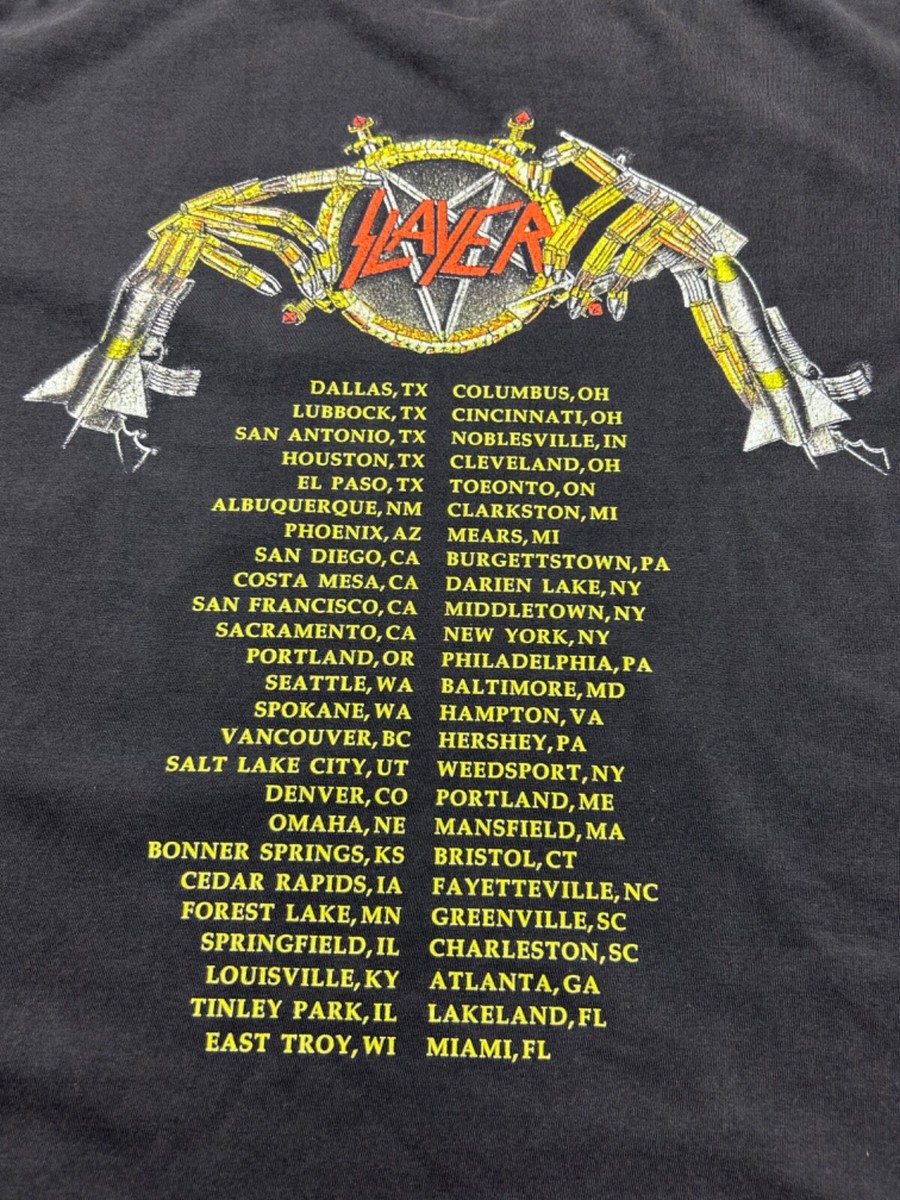 SLAYER
DALLAS, TX COLUMBUS, OH
LUBBOCK, TX CINCINNATI, OH
SAN ANTONIO, TX NOBLESVILLE, IN
HOUSTON, TX CLEVELAND, OH
EL PASO, TX TOEONTO, ON
ALBUQUERQUE, NM CLARKSTON, MI
PHOENIX, AZ MEARS, MI
SAN DIEGO, CA BURGETTSTOWN, PA
COSTA MESA, CA DARIEN LAKE, NY
SAN FRANCISCO, CA MIDDLETOWN, NY
SACRAMENTO, CA NEW YORK, NY
PORTLAND, OR PHILADELPHIA, PA
SEATTLE, WA BALTIMORE, MD
SPOKANE, WA HAMPTON, VA
VANCOUVER, BC HERSHEY, PA
SALT LAKE CITY, UT WEEDSPORT, NY
DENVER, CO PORTLAND, ME
OMAHA, NE MANSFIELD, MA
BONNER SPRINGS, KS BRISTOL, CT
CEDAR RAPIDS, IA FAYETTEVILLE, NC
FOREST LAKE, MN GREENVILLE, SC
SPRINGFIELD, IL CHARLESTON, SC
LOUISVILLE, KY ATLANTA, GA
TINLEY PARK, IL LAKELAND, FL
EAST TROY, WI MIAMI, FL